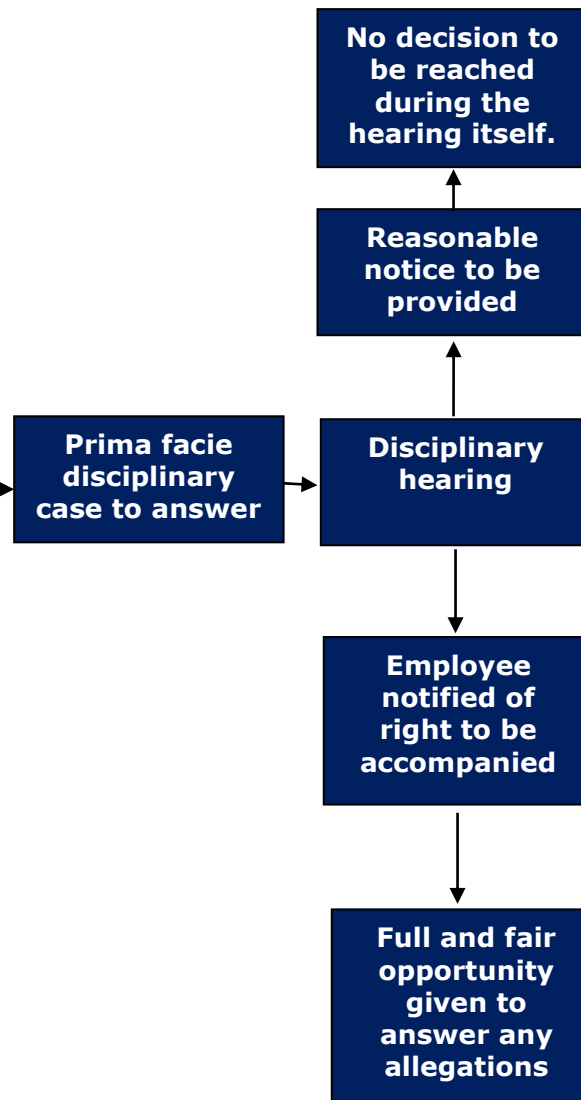 No decision to
be reached
during the
hearing itself.
Reasonable
notice to be
provided
Prima facie
disciplinary
case to answer
Disciplinary
hearing
Employee
notified of
right to be
accompanied
Full and fair
opportunity
given to
answer any
allegations